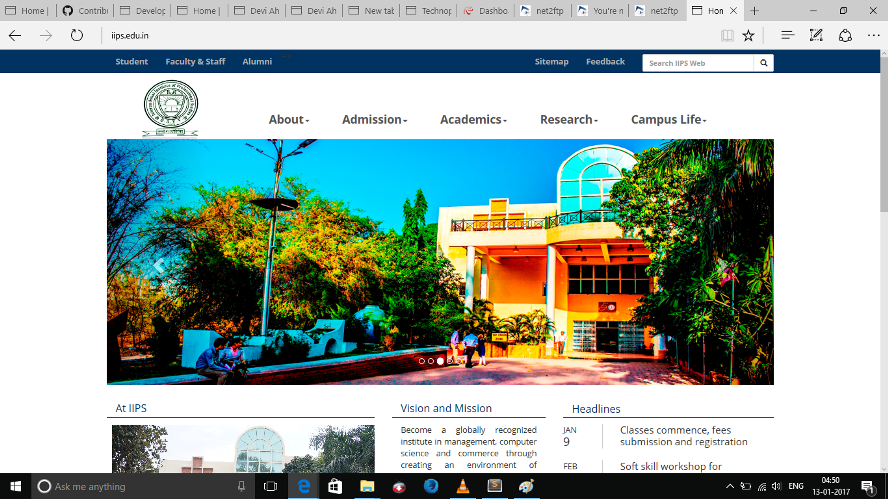 Home |
Contribu
Develop
Home |
Devi Ah
Devi Ah
New tab
Technop
Dashbo
net2ftp
You're n
net2ftp
Hon
iips.edu.in
Student Faculty & Staff Alumni Sitemap Feedback Search IIPS Web
About Admission Academics Research Campus Life
At IIPS
Vision and Mission
Become a globally recognized
institute in management, computer
science and commerce through
creating an environment of
Headlines
JAN
9
Classes commence, fees
submission and registration
FEB
Soft skill workshop for
Ask me anything
ENG
04:50
13-01-2017
1